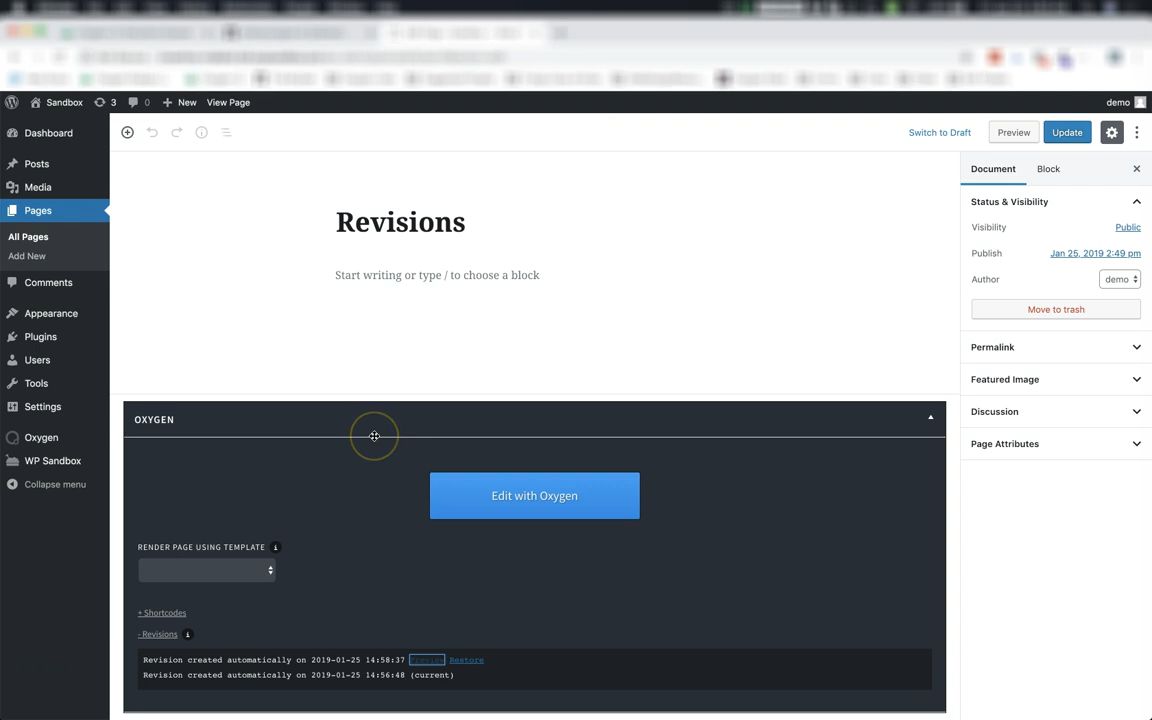 Sandbox 3 0 New View Page demo
Dashboard
Posts
Media
Pages
All Pages
Add New
Comments
Appearance
Plugins
Users
Tools
Settings
Oxygen
WP Sandbox
Collapse menu
Switch to Draft Preview Update
Revisions
Start writing or type / to choose a block
Document Block
Status & Visibility
Visibility Public
Publish Jan 25, 2019 2:49 pm
Author demo
Move to trash
Permalink
Featured Image
Discussion
Page Attributes
OXYGEN
Edit with Oxygen
RENDER PAGE USING TEMPLATE i
+ Shortcodes
- Revisions i
Revision created automatically on 2019-01-25 14:58:37 Preview Restore
Revision created automatically on 2019-01-25 14:56:48 (current)